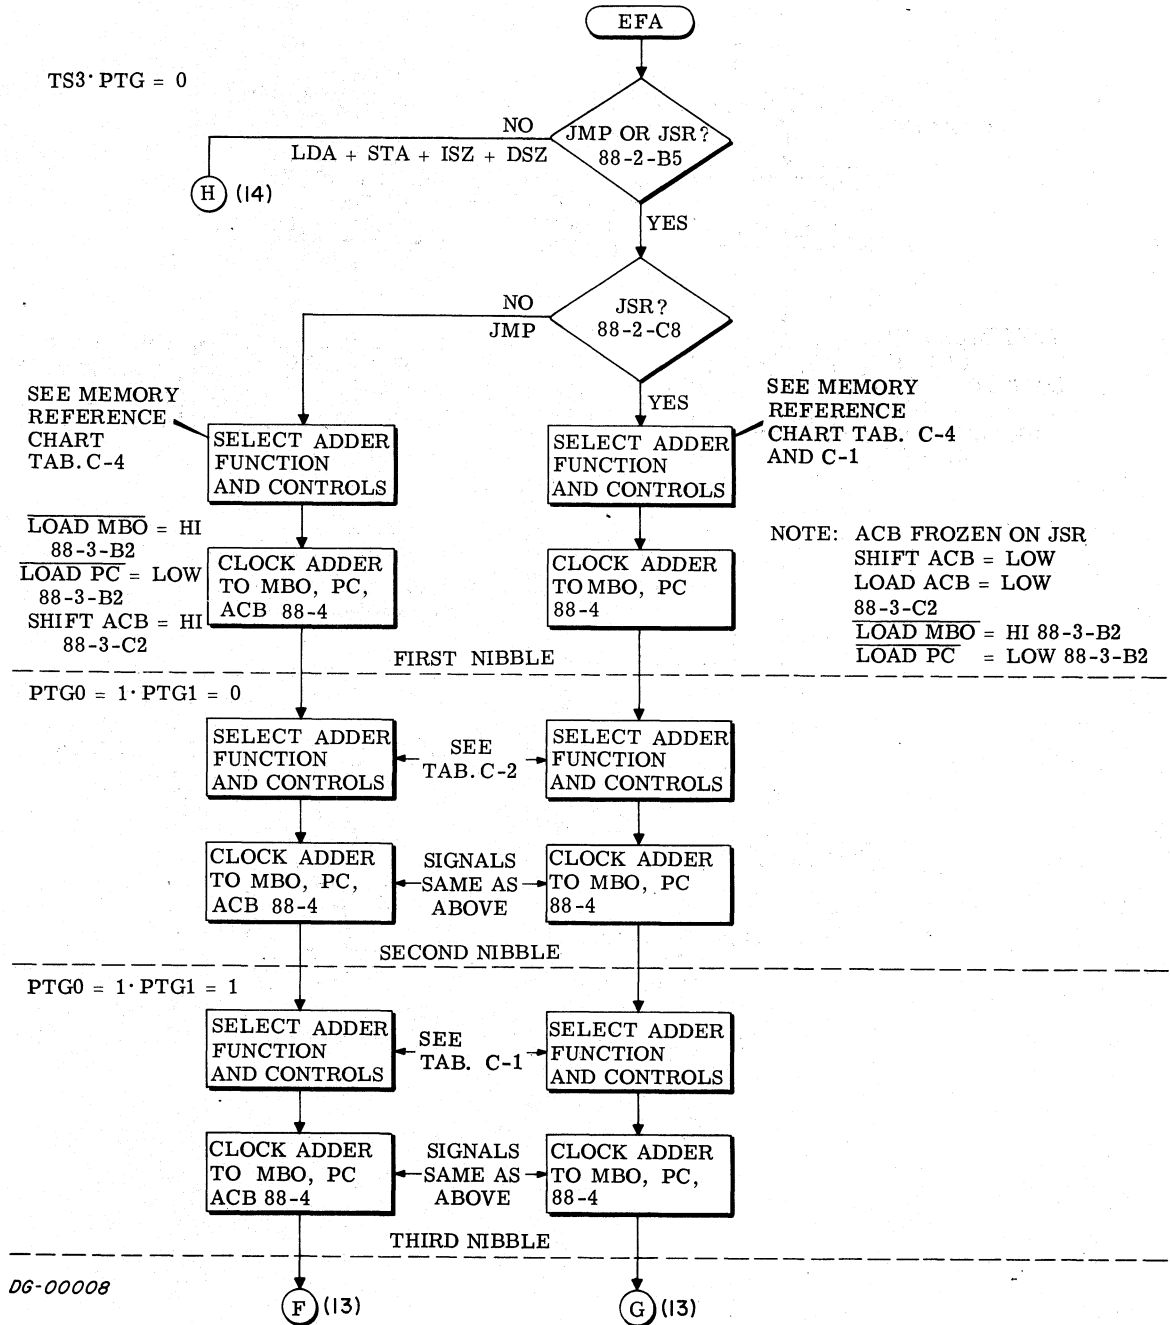 EFA
TS3·PTG = 0
JMP OR JSR?
88-2-B5
NO
LDA + STA + ISZ + DSZ
H (14)
YES
JSR?
88-2-C8
NO
JMP
YES
SEE MEMORY
REFERENCE
CHART
TAB. C-4
SELECT ADDER
FUNCTION
AND CONTROLS
SELECT ADDER
FUNCTION
AND CONTROLS
SEE MEMORY
REFERENCE
CHART TAB. C-4
AND C-1
LOAD MBO = HI
88-3-B2
LOAD PC = LOW
88-3-B2
SHIFT ACB = HI
88-3-C2
CLOCK ADDER
TO MBO, PC,
ACB 88-4
CLOCK ADDER
TO MBO, PC
88-4
NOTE: ACB FROZEN ON JSR
SHIFT ACB = LOW
LOAD ACB = LOW
88-3-C2
LOAD MBO = HI 88-3-B2
LOAD PC = LOW 88-3-B2
FIRST NIBBLE
PTG0 = 1·PTG1 = 0
SELECT ADDER
FUNCTION
AND CONTROLS
SEE
TAB. C-2
SELECT ADDER
FUNCTION
AND CONTROLS
CLOCK ADDER
TO MBO, PC,
ACB 88-4
SIGNALS
SAME AS
ABOVE
CLOCK ADDER
TO MBO, PC
88-4
SECOND NIBBLE
PTG0 = 1·PTG1 = 1
SELECT ADDER
FUNCTION
AND CONTROLS
SEE
TAB. C-1
SELECT ADDER
FUNCTION
AND CONTROLS
CLOCK ADDER
TO MBO, PC
ACB 88-4
SIGNALS
SAME AS
ABOVE
CLOCK ADDER
TO MBO, PC,
88-4
THIRD NIBBLE
DG-00008
F (13)
G (13)